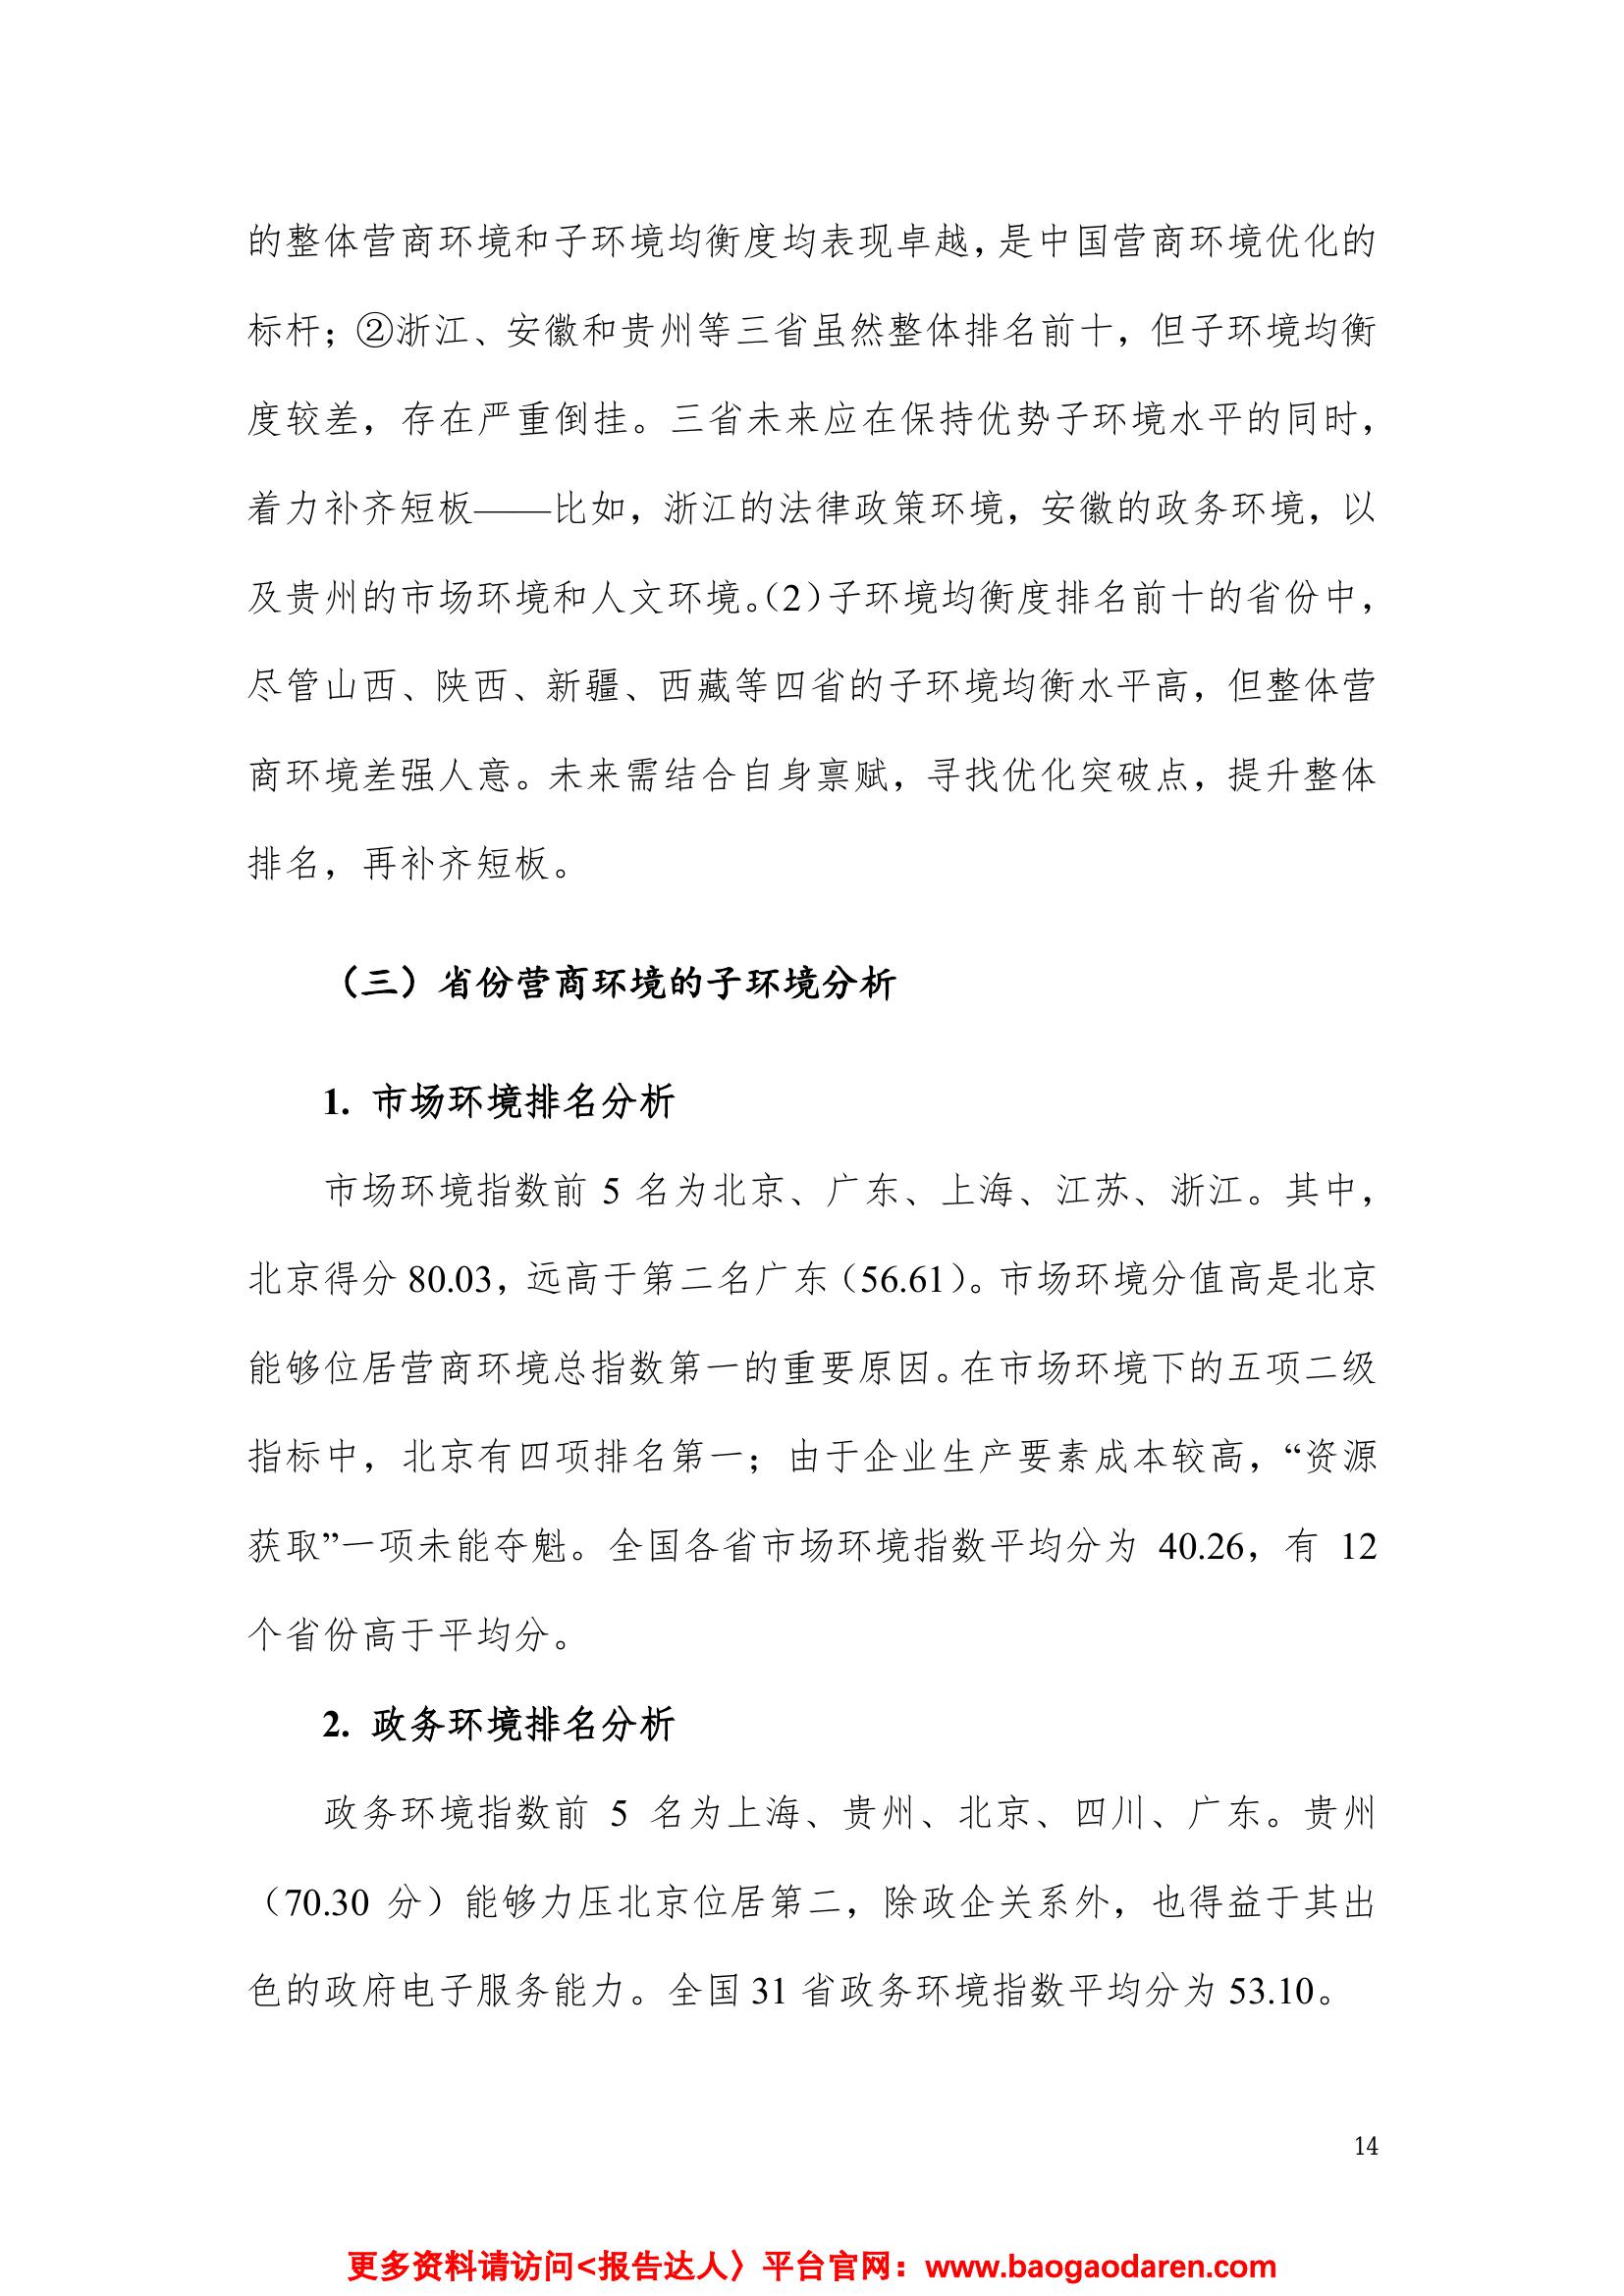 的整体营商环境和子环境均衡度均表现卓越，是中国营商环境优化的
标杆；②浙江、安徽和贵州等三省虽然整体排名前十，但子环境均衡
度较差，存在严重倒挂。三省未来应在保持优势子环境水平的同时，
着力补齐短板——比如，浙江的法律政策环境，安徽的政务环境，以
及贵州的市场环境和人文环境。（2）子环境均衡度排名前十的省份中，
尽管山西、陕西、新疆、西藏等四省的子环境均衡水平高，但整体营
商环境差强人意。未来需结合自身禀赋，寻找优化突破点，提升整体
排名，再补齐短板。
（三）省份营商环境的子环境分析
1. 市场环境排名分析
市场环境指数前 5 名为北京、广东、上海、江苏、浙江。其中，
北京得分 80.03，远高于第二名广东（56.61）。市场环境分值高是北京
能够位居营商环境总指数第一的重要原因。在市场环境下的五项二级
指标中，北京有四项排名第一；由于企业生产要素成本较高，“资源
获取”一项未能夺魁。全国各省市场环境指数平均分为 40.26，有 12
个省份高于平均分。
2. 政务环境排名分析
政务环境指数前 5 名为上海、贵州、北京、四川、广东。贵州
（70.30 分）能够力压北京位居第二，除政企关系外，也得益于其出
色的政府电子服务能力。全国 31 省政务环境指数平均分为 53.10。
14
更多资料请访问<报告达人〉平台官网：www.baogaodaren.com